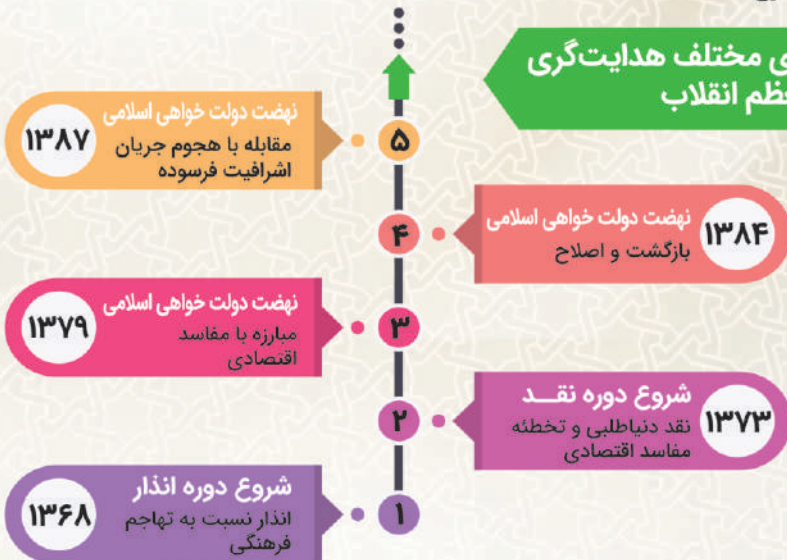 ی مختلف هدایت‌گری
عظم انقلاب
نهضت دولت خواهی اسلامی
مقابله با هجوم جریان
اشرافیت فرسوده
۱۳۸۷
۵
نهضت دولت خواهی اسلامی
بازگشت و اصلاح
۱۳۸۴
۴
نهضت دولت خواهی اسلامی
مبارزه با مفاسد
اقتصادی
۱۳۷۹
۳
شروع دوره نقــد
نقد دنیاطلبی و تخطئه
مفاسد اقتصادی
۱۳۷۳
۲
شروع دوره انذار
انذار نسبت به تهاجم
فرهنگی
۱۳۶۸
۱